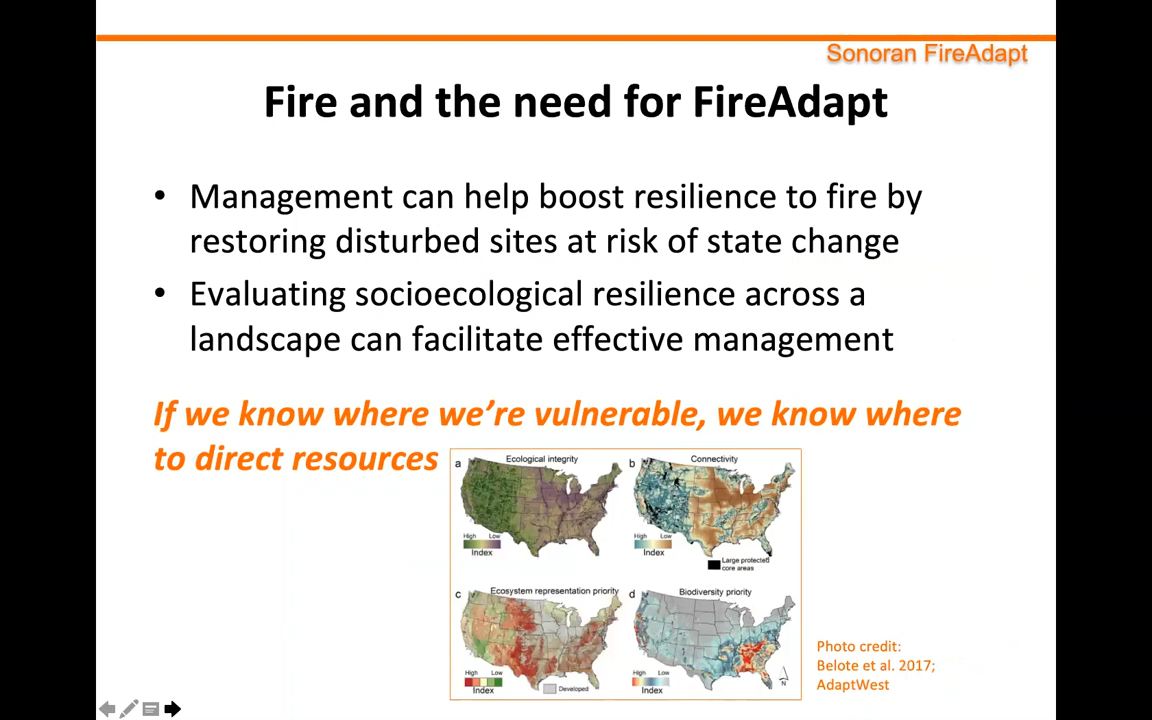 Sonoran FireAdapt
Fire and the need for FireAdapt
• Management can help boost resilience to fire by
restoring disturbed sites at risk of state change
• Evaluating socioecological resilience across a
landscape can facilitate effective management
If we know where we're vulnerable, we know where
to direct resources
a Ecological integrity
High Low
Index
b Connectivity
High Low
Index
Large protected
core areas
c Ecosystem representation priority
High Low
Index
Developed
d Biodiversity priority
High Low
Index
N
Photo credit:
Belote et al. 2017;
AdaptWest